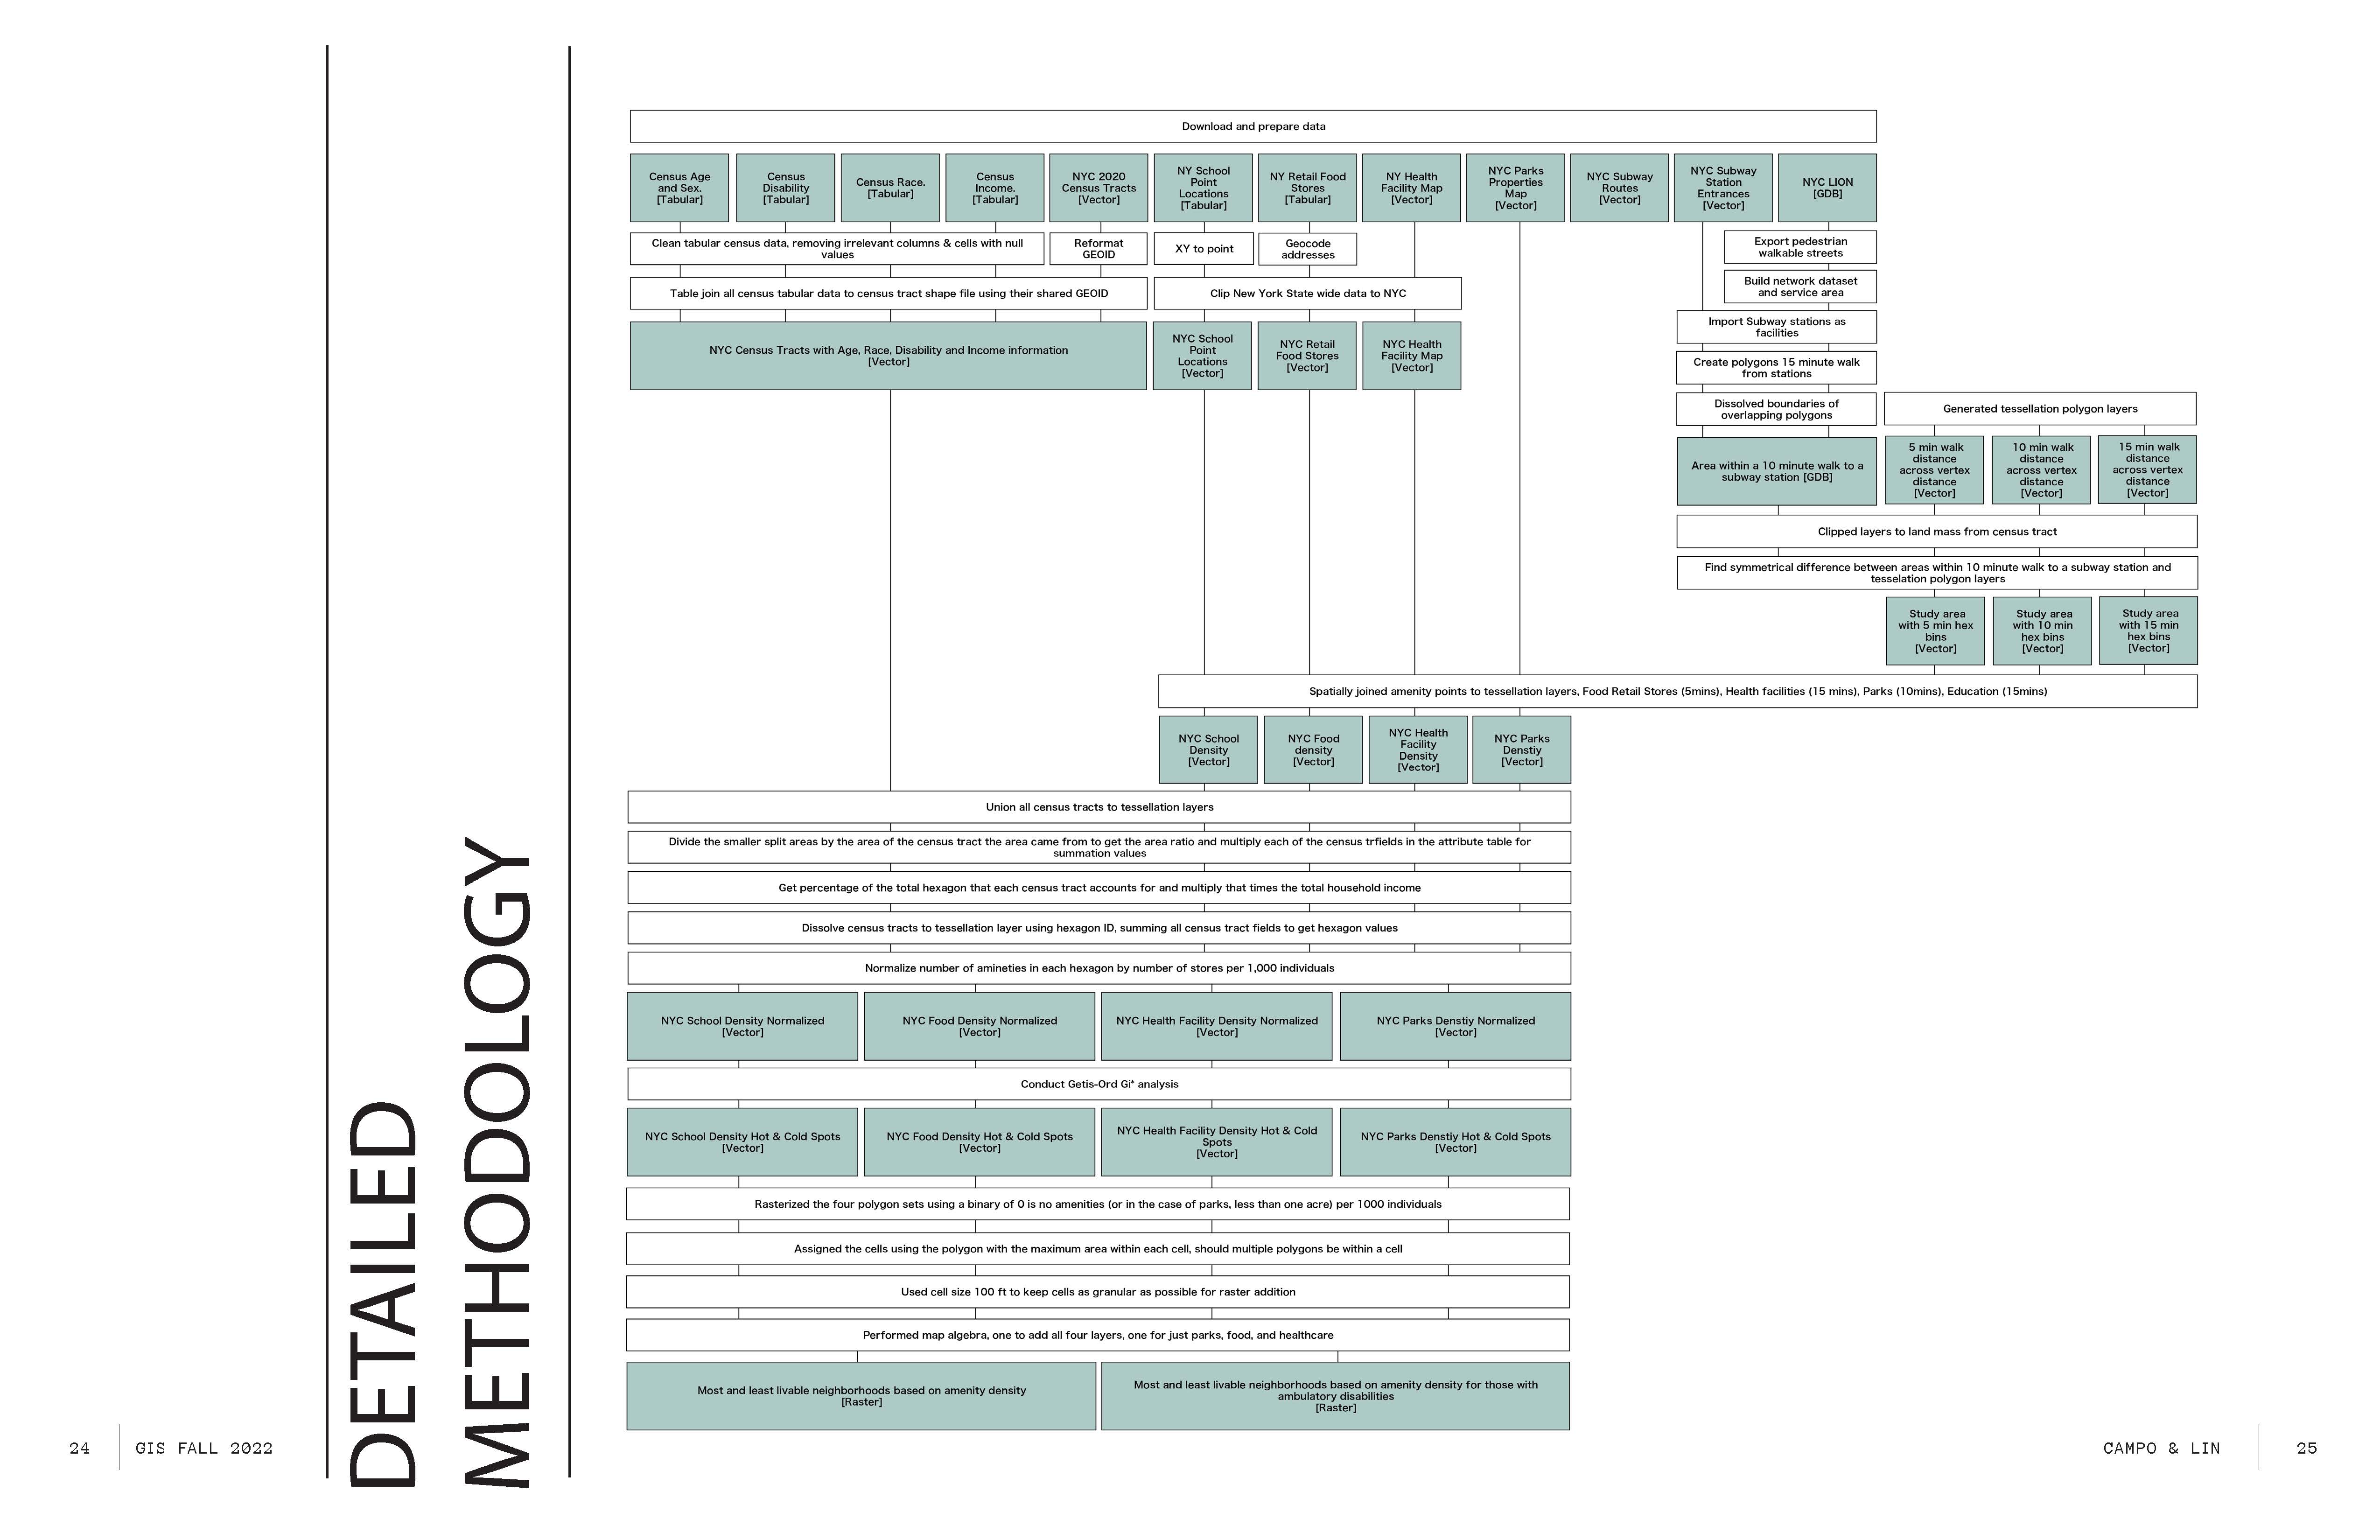 DETAILED
METHODOLOGY
Download and prepare data
Census Age
and Sex.
[Tabular]
Census
Disability
[Tabular]
Census Race.
[Tabular]
Census
Income.
[Tabular]
NYC 2020
Census Tracts
[Vector]
NY School
Point
Locations
[Tabular]
NY Retail Food
Stores
[Tabular]
NY Health
Facility Map
[Vector]
NYC Parks
Properties
Map
[Vector]
NYC Subway
Routes
[Vector]
NYC Subway
Station
Entrances
[Vector]
NYC LION
[GDB]
Clean tabular census data, removing irrelevant columns & cells with null
values
Reformat
GEOID
XY to point
Geocode
addresses
Export pedestrian
walkable streets
Table join all census tabular data to census tract shape file using their shared GEOID
Clip New York State wide data to NYC
Build network dataset
and service area
Import Subway stations as
facilities
NYC Census Tracts with Age, Race, Disability and Income information
[Vector]
NYC School
Point
Locations
[Vector]
NYC Retail
Food Stores
[Vector]
NYC Health
Facility Map
[Vector]
Create polygons 15 minute walk
from stations
Dissolved boundaries of
overlapping polygons
Generated tessellation polygon layers
Area within a 10 minute walk to a
subway station [GDB]
5 min walk
distance
across vertex
distance
[Vector]
10 min walk
distance
across vertex
distance
[Vector]
15 min walk
distance
across vertex
distance
[Vector]
Clipped layers to land mass from census tract
Find symmetrical difference between areas within 10 minute walk to a subway station and
tesselation polygon layers
Study area
with 5 min hex
bins
[Vector]
Study area
with 10 min
hex bins
[Vector]
Study area
with 15 min
hex bins
[Vector]
Spatially joined amenity points to tessellation layers, Food Retail Stores (5mins), Health facilities (15 mins), Parks (10mins), Education (15mins)
NYC School
Density
[Vector]
NYC Food
density
[Vector]
NYC Health
Facility
Density
[Vector]
NYC Parks
Denstiy
[Vector]
Union all census tracts to tessellation layers
Divide the smaller split areas by the area of the census tract the area came from to get the area ratio and multiply each of the census trfields in the attribute table for
summation values
Get percentage of the total hexagon that each census tract accounts for and multiply that times the total household income
Dissolve census tracts to tessellation layer using hexagon ID, summing all census tract fields to get hexagon values
Normalize number of amineties in each hexagon by number of stores per 1,000 individuals
NYC School Density Normalized
[Vector]
NYC Food Density Normalized
[Vector]
NYC Health Facility Density Normalized
[Vector]
NYC Parks Denstiy Normalized
[Vector]
Conduct Getis-Ord Gi* analysis
NYC School Density Hot & Cold Spots
[Vector]
NYC Food Density Hot & Cold Spots
[Vector]
NYC Health Facility Density Hot & Cold
Spots
[Vector]
NYC Parks Denstiy Hot & Cold Spots
[Vector]
Rasterized the four polygon sets using a binary of 0 is no amenities (or in the case of parks, less than one acre) per 1000 individuals
Assigned the cells using the polygon with the maximum area within each cell, should multiple polygons be within a cell
Used cell size 100 ft to keep cells as granular as possible for raster addition
Performed map algebra, one to add all four layers, one for just parks, food, and healthcare
Most and least livable neighborhoods based on amenity density
[Raster]
Most and least livable neighborhoods based on amenity density for those with
ambulatory disabilities
[Raster]
24
GIS FALL 2022
CAMPO & LIN
25